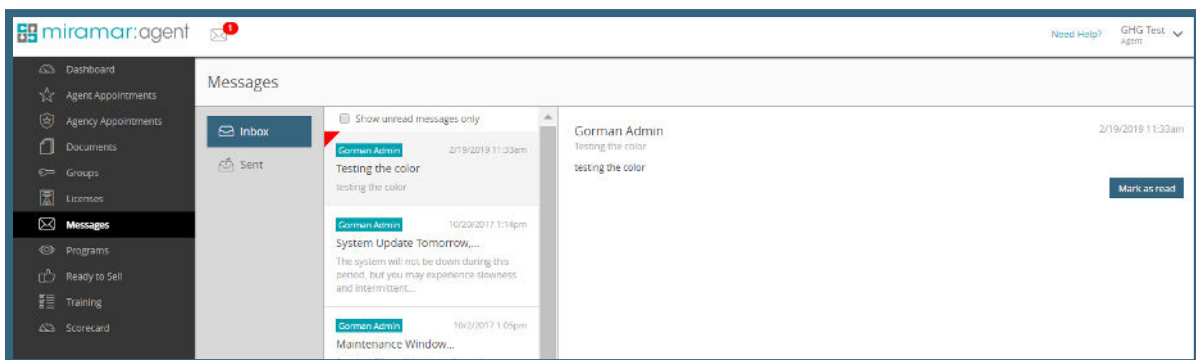 miramar:agent
1
Need Help?
GHG Test
Agent
Dashboard
Agent Appointments
Agency Appointments
Documents
Groups
Licenses
Messages
Programs
Ready to Sell
Training
Scorecard
Messages
Inbox
Sent
Show unread messages only
Gorman Admin 2/19/2019 11:33am
Testing the color
testing the color
Gorman Admin 10/20/2017 1:14pm
System Update Tomorrow,...
The system will not be down during this
period, but you may experience slowness
and intermittent...
Gorman Admin 10/2/2017 1:05pm
Maintenance Window...
Gorman Admin 2/19/2019 11:33am
Testing the color
testing the color
Mark as read